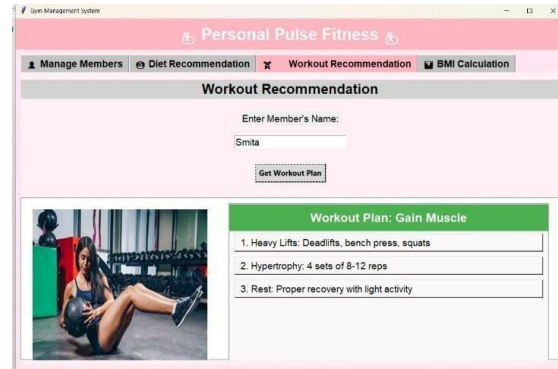 Gym Management System
Personal Pulse Fitness
Manage Members Diet Recommendation Workout Recommendation BMI Calculation
Workout Recommendation
Enter Member's Name:
Smita
Get Workout Plan
Workout Plan: Gain Muscle
1. Heavy Lifts: Deadlifts, bench press, squats
2. Hypertrophy: 4 sets of 8-12 reps
3. Rest: Proper recovery with light activity